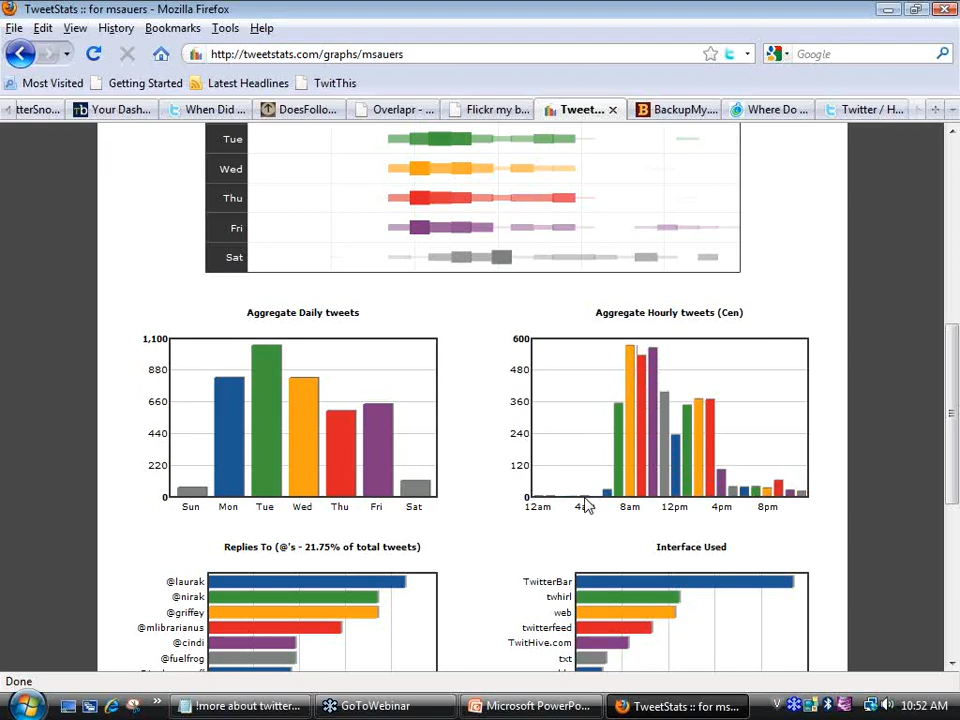 TweetStats :: for msauers - Mozilla Firefox
File Edit View History Bookmarks Tools Help
http://tweetstats.com/graphs/msauers
Google
Most Visited Getting Started Latest Headlines TwitThis
tterSno... Your Dash... When Did ... DoesFollo... Overlapr - ... Flickr my b... Tweet... BackupMy... Where Do ... Twitter / H...
Tue
Wed
Thu
Fri
Sat
Aggregate Daily tweets
1,100
880
660
440
220
0
Sun Mon Tue Wed Thu Fri Sat
Aggregate Hourly tweets (Cen)
600
480
360
240
120
0
12am 8am 12pm 4pm 8pm
Replies To (@'s - 21.75% of total tweets)
@laurak
@nirak
@griffey
@mlibrarianus
@cindi
@fuelfrog
Interface Used
TwitterBar
twhirl
web
twitterfeed
TwitHive.com
txt
Done
!more about twitter... GoToWebinar Microsoft PowerPo... TweetStats :: for ms... 10:52 AM